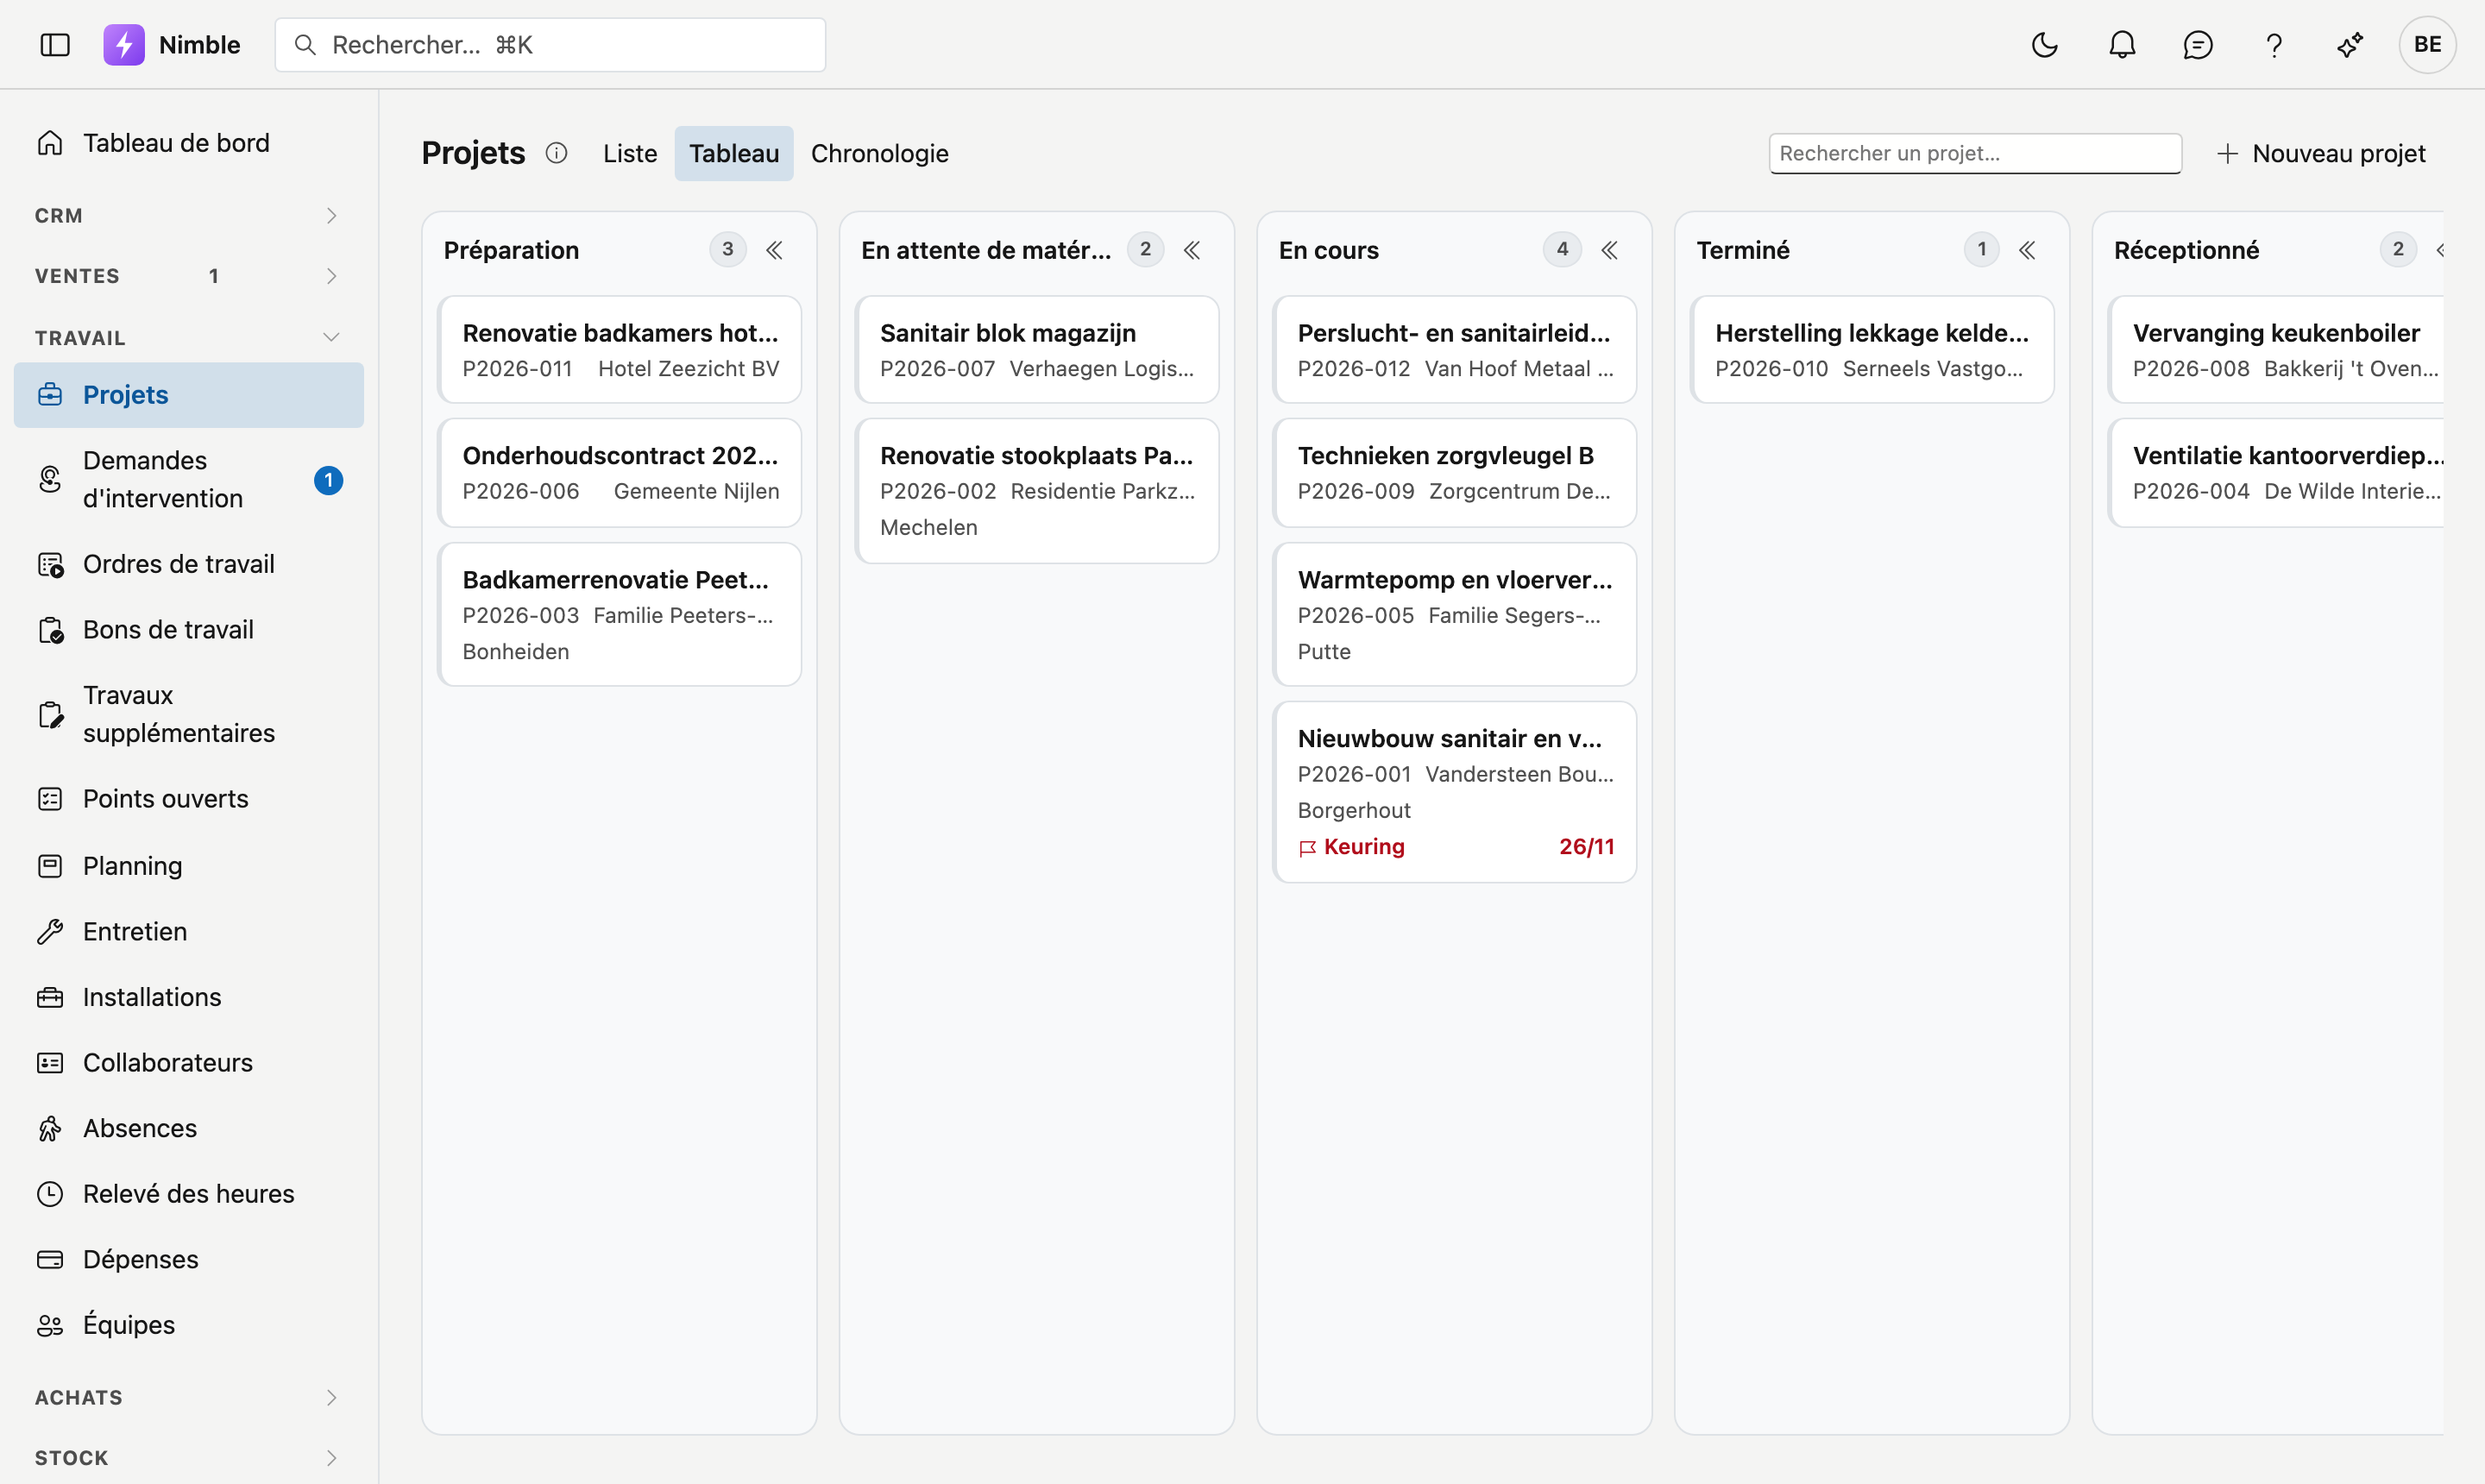 Nimble
Rechercher... ⌘K
BE
Tableau de bord
CRM
VENTES 1
TRAVAIL
Projets
Demandes
d'intervention
1
Ordres de travail
Bons de travail
Travaux
supplémentaires
Points ouverts
Planning
Entretien
Installations
Collaborateurs
Absences
Relevé des heures
Dépenses
Équipes
ACHATS
STOCK
Projets Liste Tableau Chronologie
Rechercher un projet...
Nouveau projet
Préparation 3
Renovatie badkamers hot...
P2026-011 Hotel Zeezicht BV
Onderhoudscontract 202...
P2026-006 Gemeente Nijlen
Badkamerrenovatie Peet...
P2026-003 Familie Peeters-...
Bonheiden
En attente de matér... 2
Sanitair blok magazijn
P2026-007 Verhaegen Logis...
Renovatie stookplaats Pa...
P2026-002 Residentie Parkz...
Mechelen
En cours 4
Perslucht- en sanitairleid...
P2026-012 Van Hoof Metaal ...
Technieken zorgvleugel B
P2026-009 Zorgcentrum De...
Warmtepomp en vloerver...
P2026-005 Familie Segers-...
Putte
Nieuwbouw sanitair en v...
P2026-001 Vandersteen Bou...
Borgerhout
Keuring 26/11
Terminé 1
Herstelling lekkage kelde...
P2026-010 Serneels Vastgo...
Réceptionné 2
Vervanging keukenboiler
P2026-008 Bakkerij 't Oven...
Ventilatie kantoorverdiep...
P2026-004 De Wilde Interie...